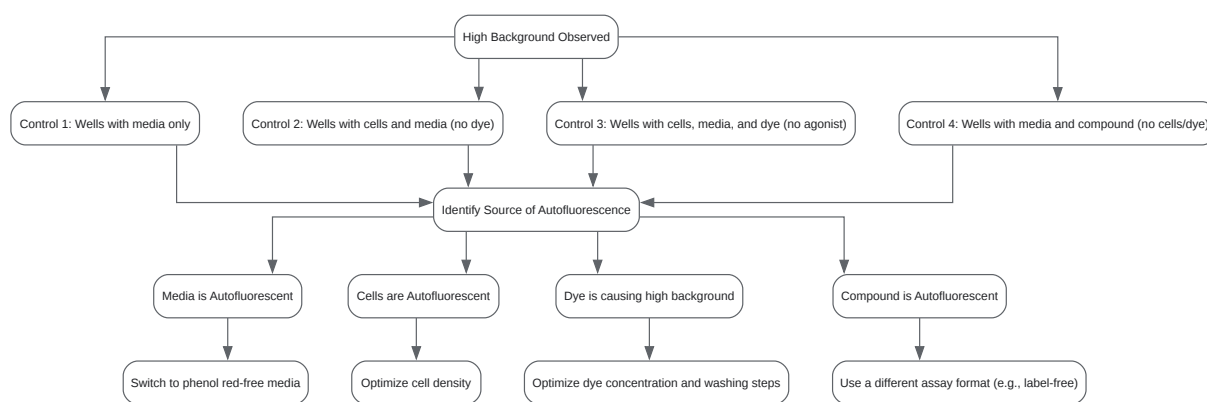 High Background Observed
Control 1: Wells with media only
Control 2: Wells with cells and media (no dye)
Control 3: Wells with cells, media, and dye (no agonist)
Control 4: Wells with media and compound (no cells/dye)
Identify Source of Autofluorescence
Media is Autofluorescent
Cells are Autofluorescent
Dye is causing high background
Compound is Autofluorescent
Switch to phenol red-free media
Optimize cell density
Optimize dye concentration and washing steps
Use a different assay format (e.g., label-free)